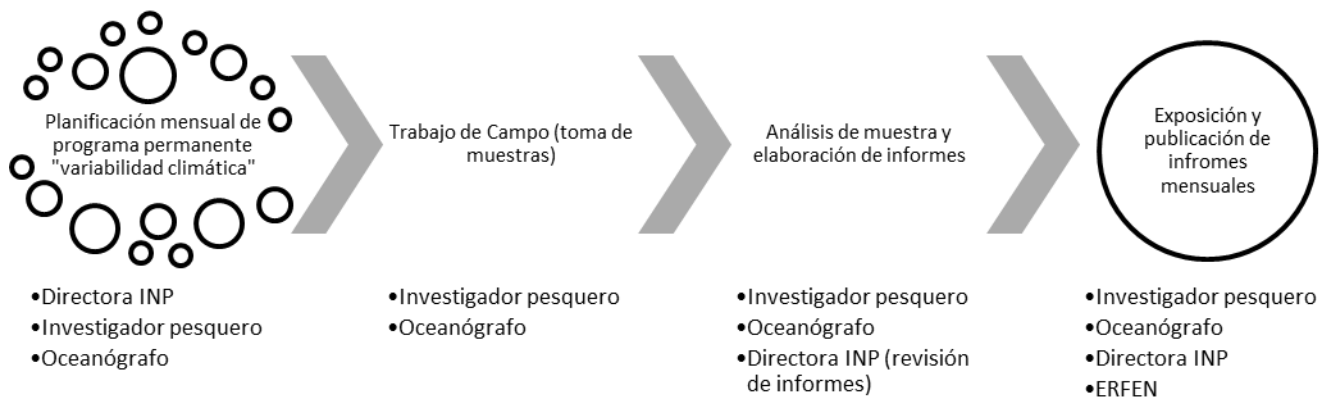 Planificación mensual de
programa permanente
"variabilidad climática"
•Directora INP
•Investigador pesquero
•Oceanógrafo
Trabajo de Campo (toma de
muestras)
•Investigador pesquero
•Oceanógrafo
Análisis de muestra y
elaboración de informes
•Investigador pesquero
•Oceanógrafo
•Directora INP (revisión
de informes)
Exposición y
publicación de
infromes
mensuales
•Investigador pesquero
•Oceanógrafo
•Directora INP
•ERFEN